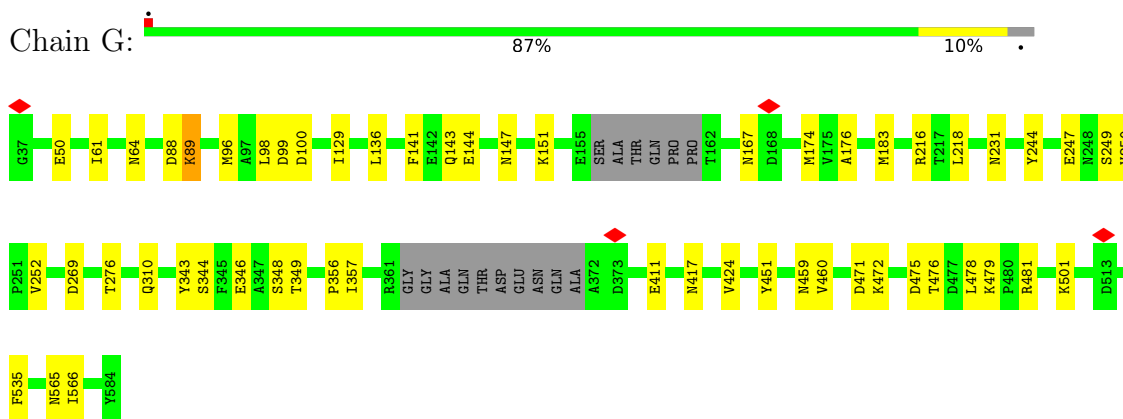 Chain G:
87% 10%
G37 E50 I61 N64 D88 K89 M96 A97 L98 D99 D100 I129 L136 F141 E142 Q143 E144 N147 K151 E155 SER ALA THR GLN PRO PRO T162 N167 D168 M174 V175 A176 M183 R216 T217 L218 N231 Y244 E247 N248 S249
P251 V252 D269 T276 Q310 Y343 S344 F345 E346 A347 S348 T349 P356 I357 R361 GLY GLY ALA GLN THR ASP GLU ASN GLN ALA A372 D373 E411 N417 V424 Y451 N459 V460 D471 K472 D475 T476 D477 L478 K479 P480 R481 K501 D513
F535 N565 I566 Y584